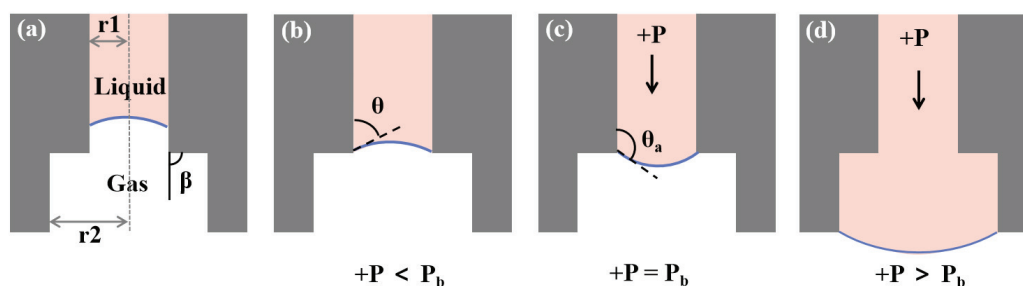 (a)
r1
Liquid
Gas
β
r2
(b)
θ
+P < P_b
(c)
+P
θ_a
+P = P_b
(d)
+P
+P > P_b